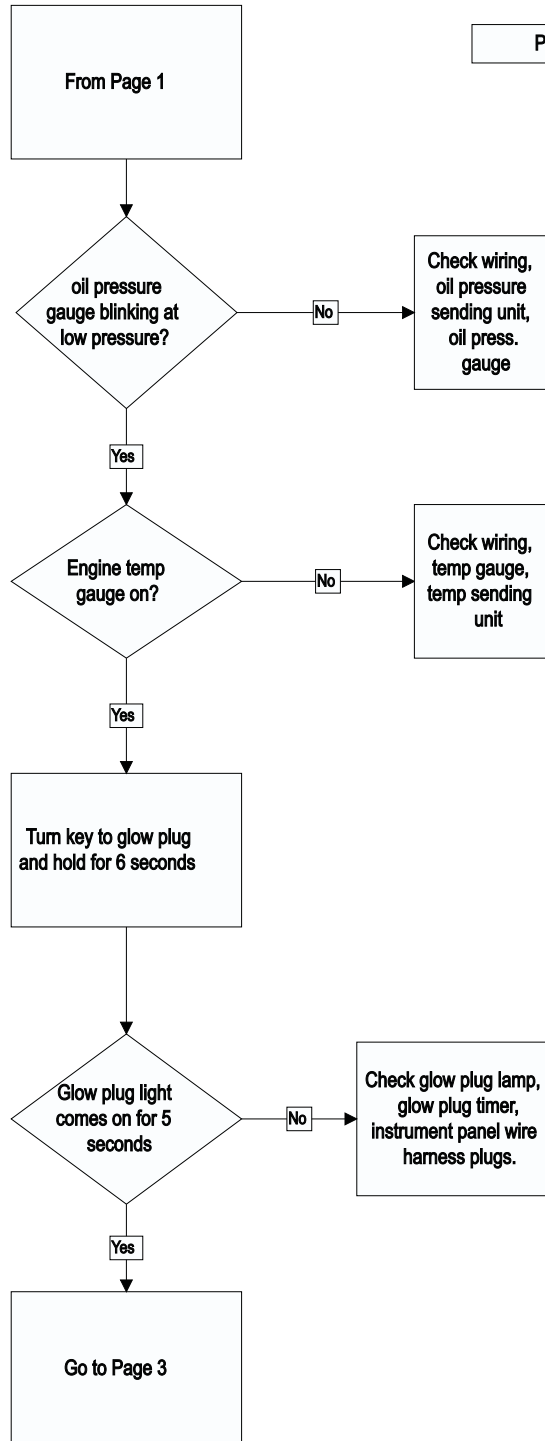 From Page 1
P
oil pressure
gauge blinking at
low pressure?
No
Check wiring,
oil pressure
sending unit,
oil press.
gauge
Yes
Engine temp
gauge on?
No
Check wiring,
temp gauge,
temp sending
unit
Yes
Turn key to glow plug
and hold for 6 seconds
Glow plug light
comes on for 5
seconds
No
Check glow plug lamp,
glow plug timer,
instrument panel wire
harness plugs.
Yes
Go to Page 3